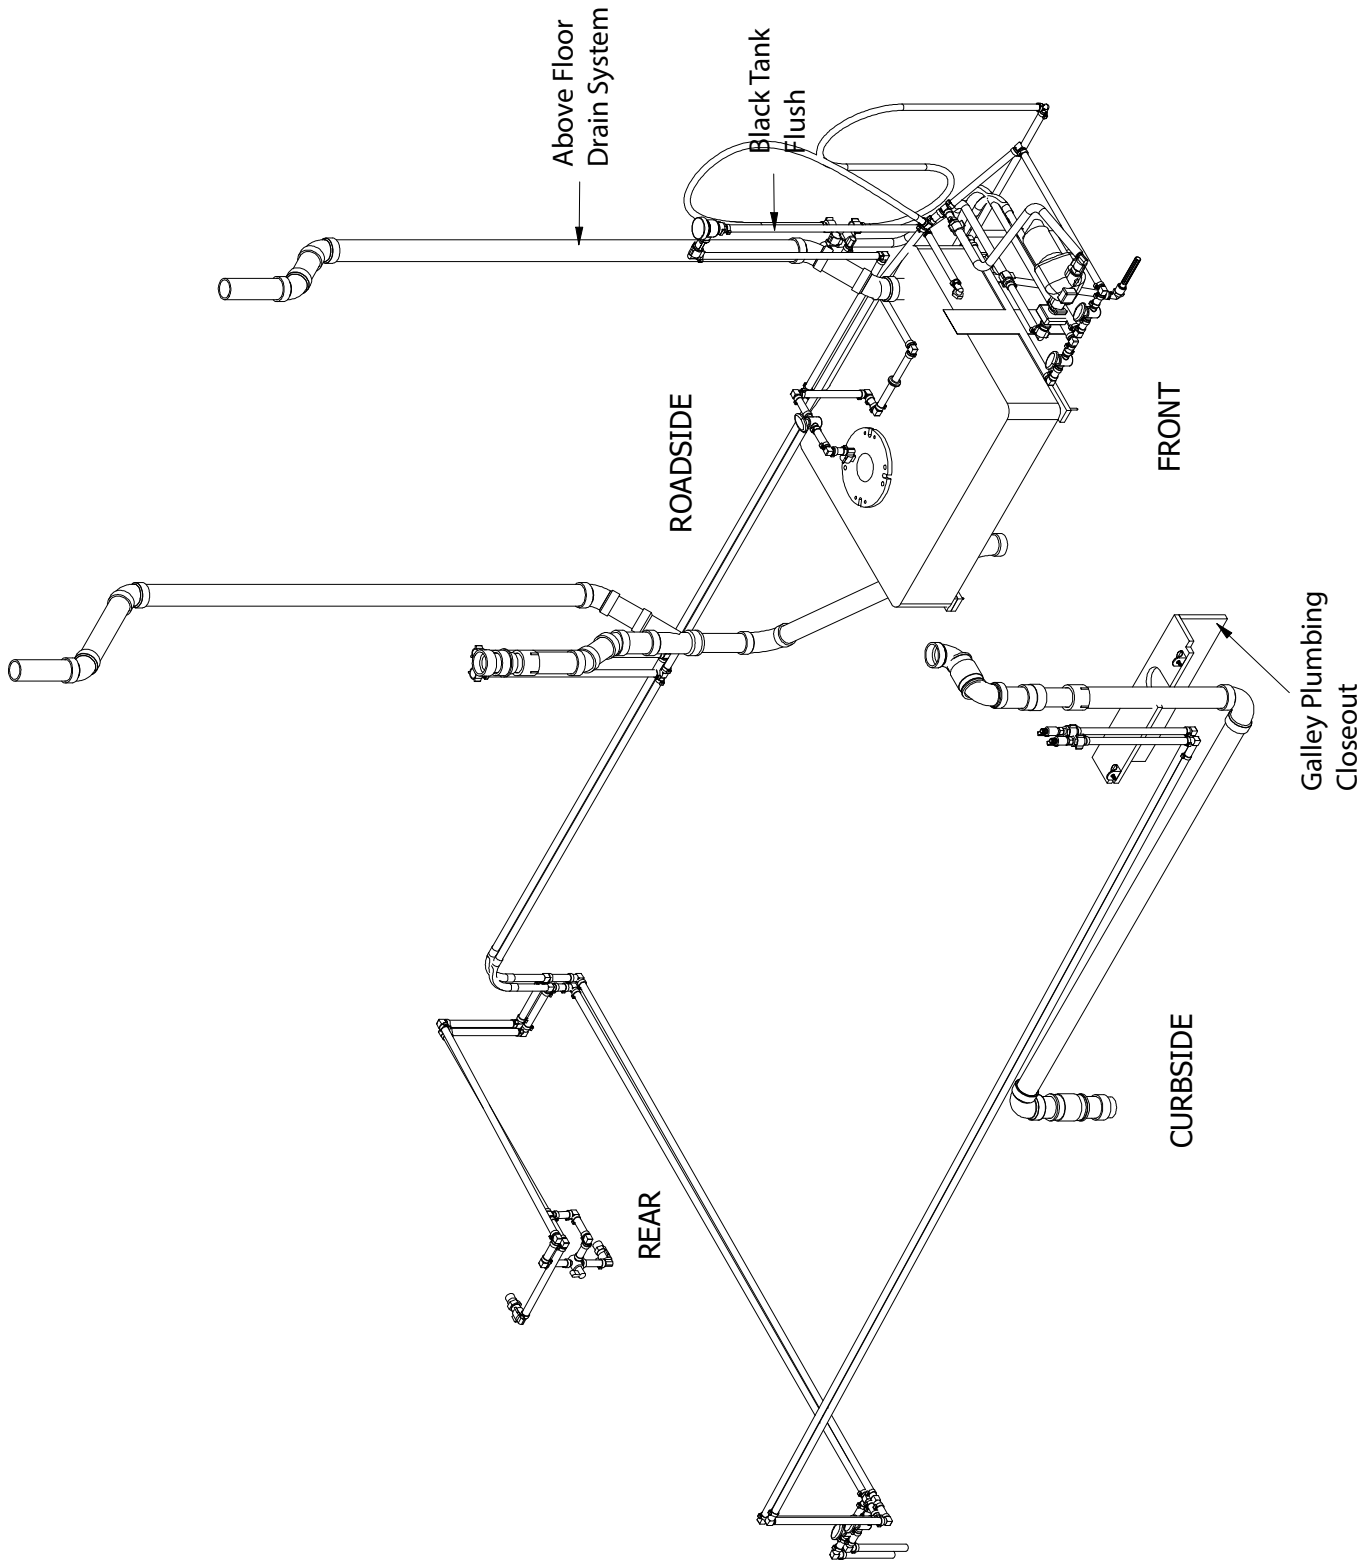 Above Floor
Drain System
Black Tank
Flush
ROADSIDE
FRONT
Galley Plumbing
Closeout
CURBSIDE
REAR